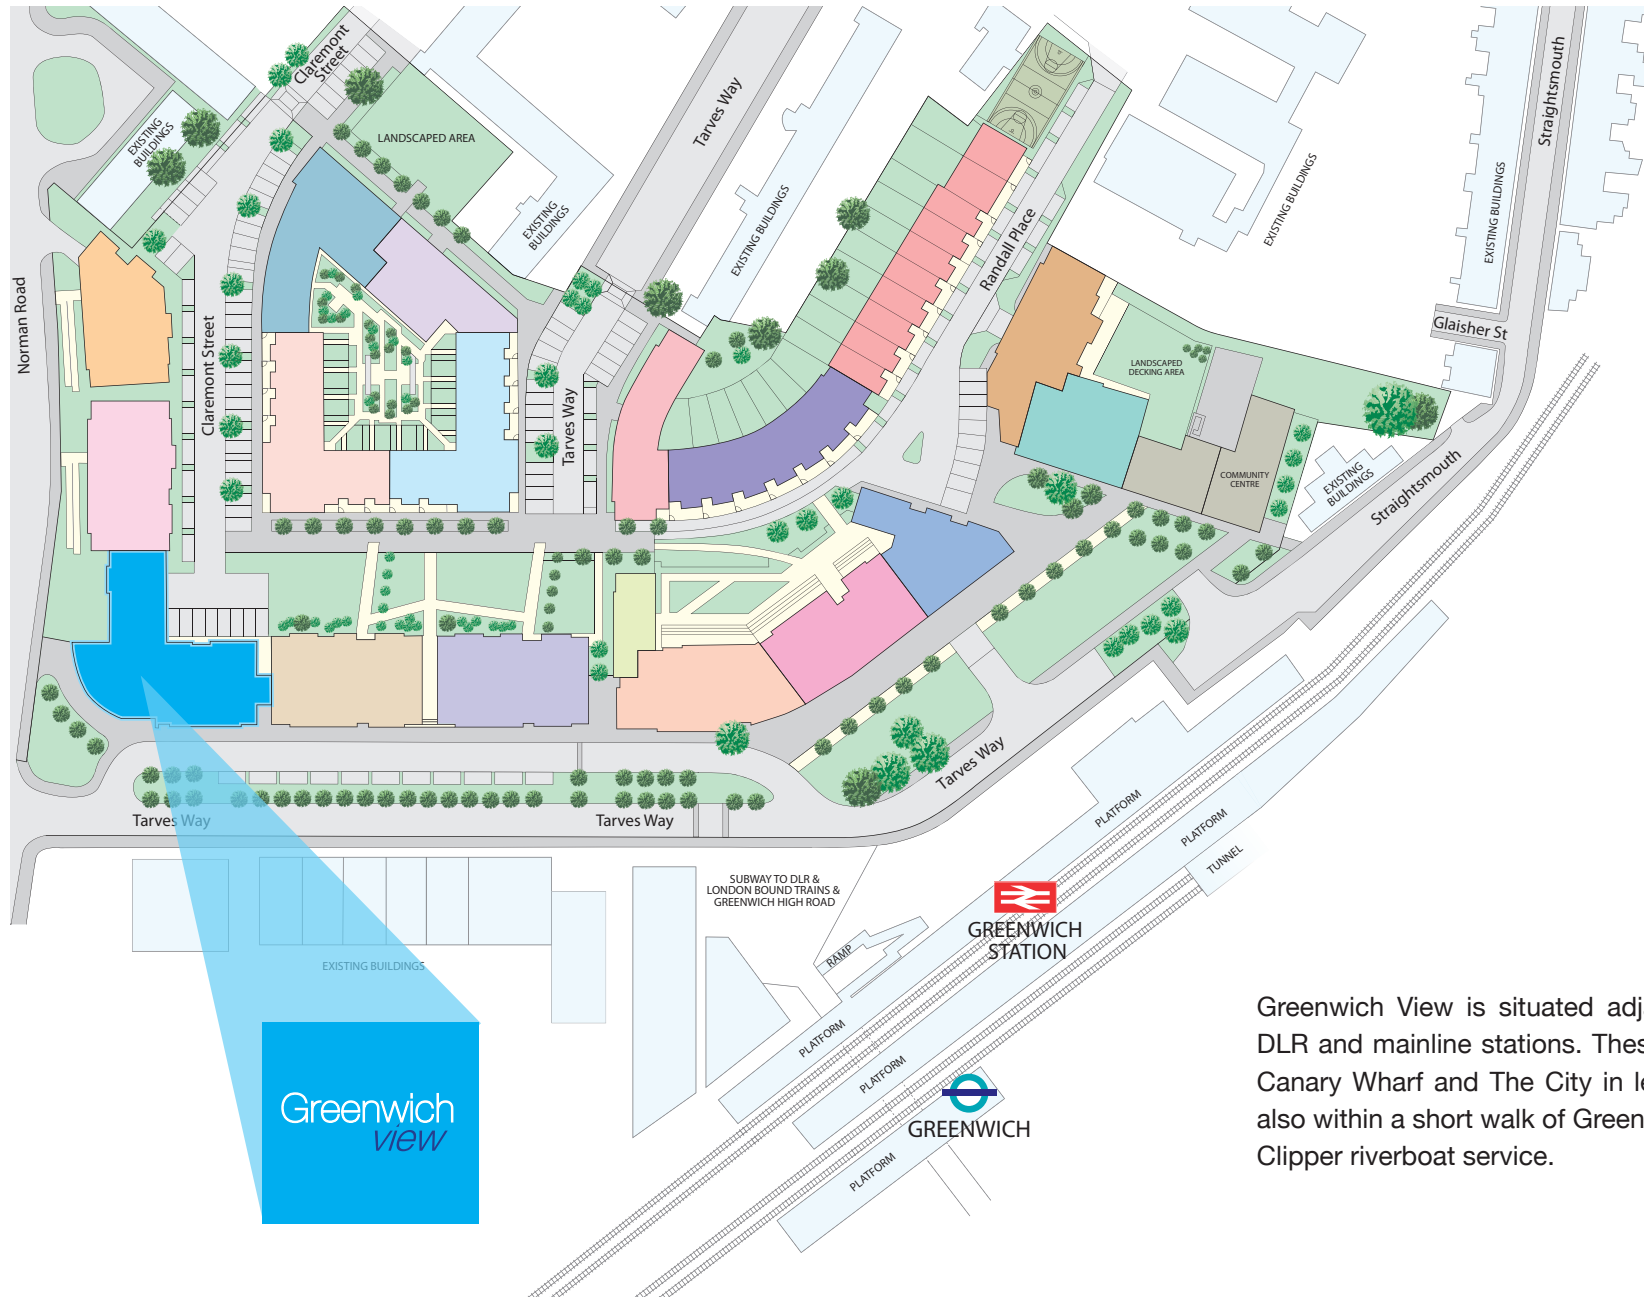 Claremont
Street
Tarves Way
Straightsmouth
EXISTING
BUILDINGS
LANDSCAPED AREA
EXISTING
BUILDINGS
EXISTING BUILDINGS
EXISTING BUILDINGS
EXISTING BUILDINGS
Randall Place
Norman Road
Claremont Street
Tarves Way
Glaisher St
LANDSCAPED
DECKING AREA
COMMUNITY
CENTRE
EXISTING
BUILDINGS
Straightsmouth
Tarves Way
Tarves Way
Tarves Way
PLATFORM
PLATFORM
TUNNEL
SUBWAY TO DLR &
LONDON BOUND TRAINS &
GREENWICH HIGH ROAD
GREENWICH
STATION
RAMP
EXISTING BUILDINGS
PLATFORM
PLATFORM
GREENWICH
PLATFORM
Greenwich
view
Greenwich View is situated adj
DLR and mainline stations. Thes
Canary Wharf and The City in le
also within a short walk of Green
Clipper riverboat service.